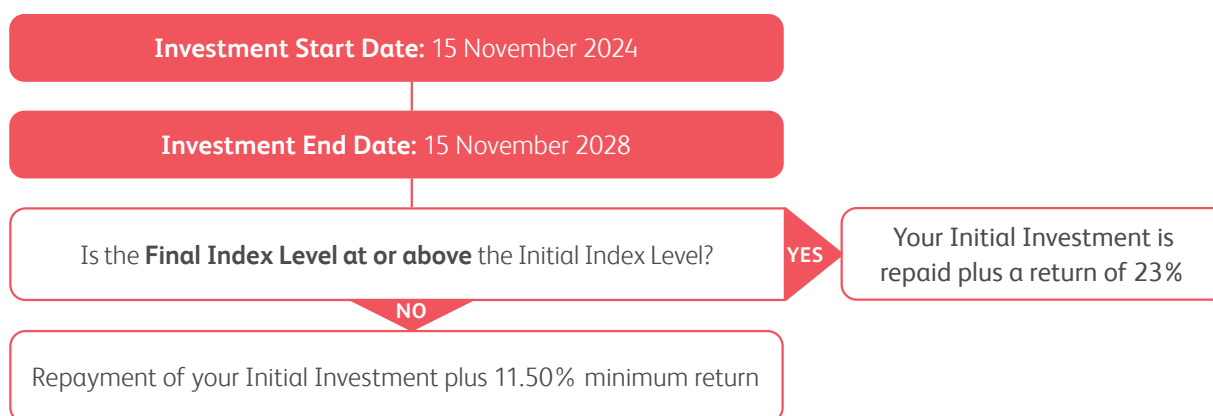 Investment Start Date: 15 November 2024
Investment End Date: 15 November 2028
Is the Final Index Level at or above the Initial Index Level?
YES
Your Initial Investment is
repaid plus a return of 23%
NO
Repayment of your Initial Investment plus 11.50% minimum return